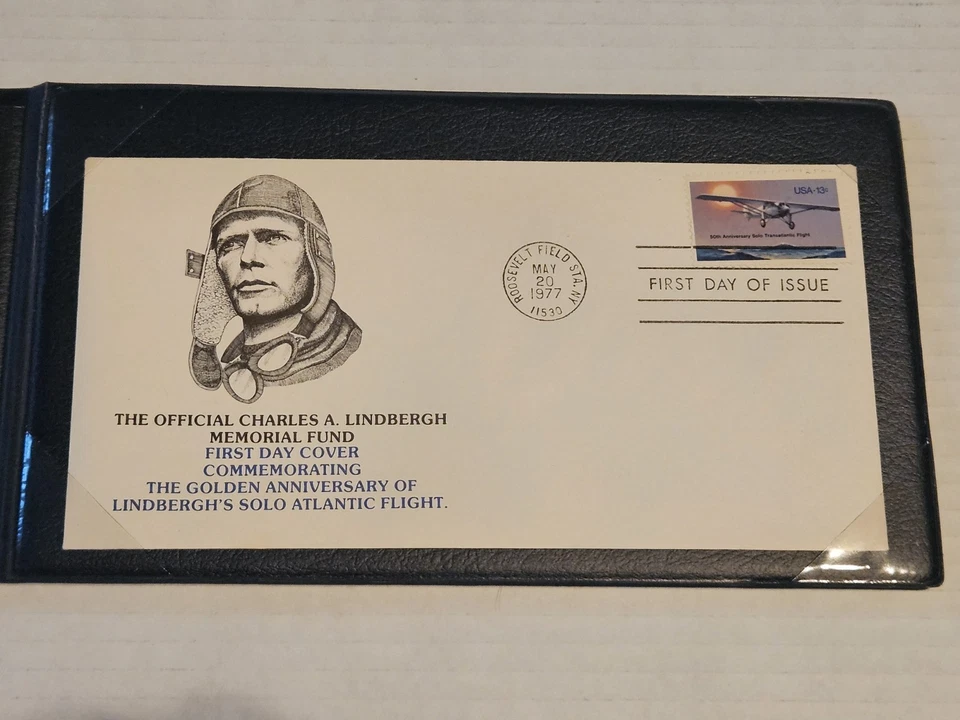 USA·13c
50th Anniversary Solo Transatlantic Flight
ROOSEVELT FIELD STA. NY
MAY
20
1977
11530
FIRST DAY OF ISSUE
THE OFFICIAL CHARLES A. LINDBERGH
MEMORIAL FUND
FIRST DAY COVER
COMMEMORATING
THE GOLDEN ANNIVERSARY OF
LINDBERGH'S SOLO ATLANTIC FLIGHT.